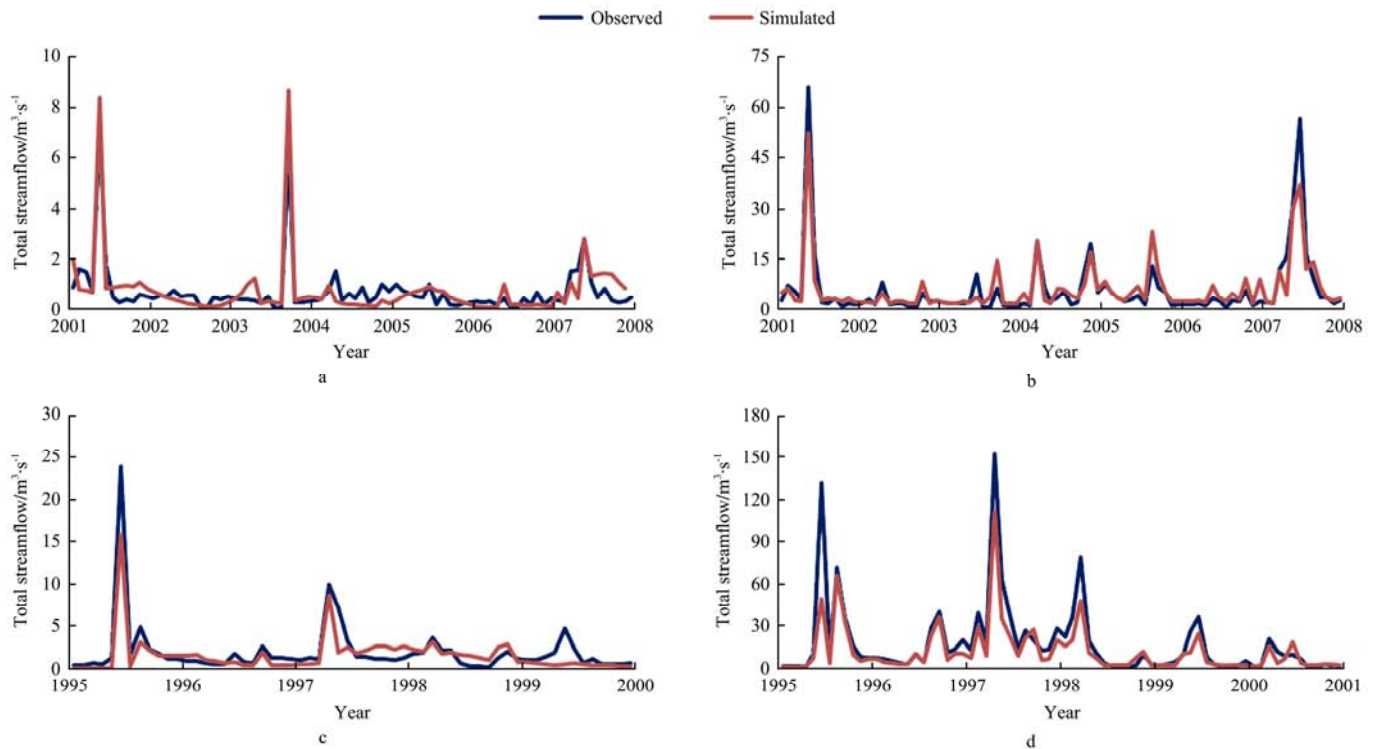 Observed Simulated
Total streamflow/m³·s⁻¹
10
8
6
4
2
0
2001 2002 2003 2004 2005 2006 2007 2008
Year
a
Total streamflow/m³·s⁻¹
75
60
45
30
15
0
2001 2002 2003 2004 2005 2006 2007 2008
Year
b
Total streamflow/m³·s⁻¹
30
25
20
15
10
5
0
1995 1996 1997 1998 1999 2000
Year
c
Total streamflow/m³·s⁻¹
180
150
120
90
60
30
0
1995 1996 1997 1998 1999 2000 2001
Year
d